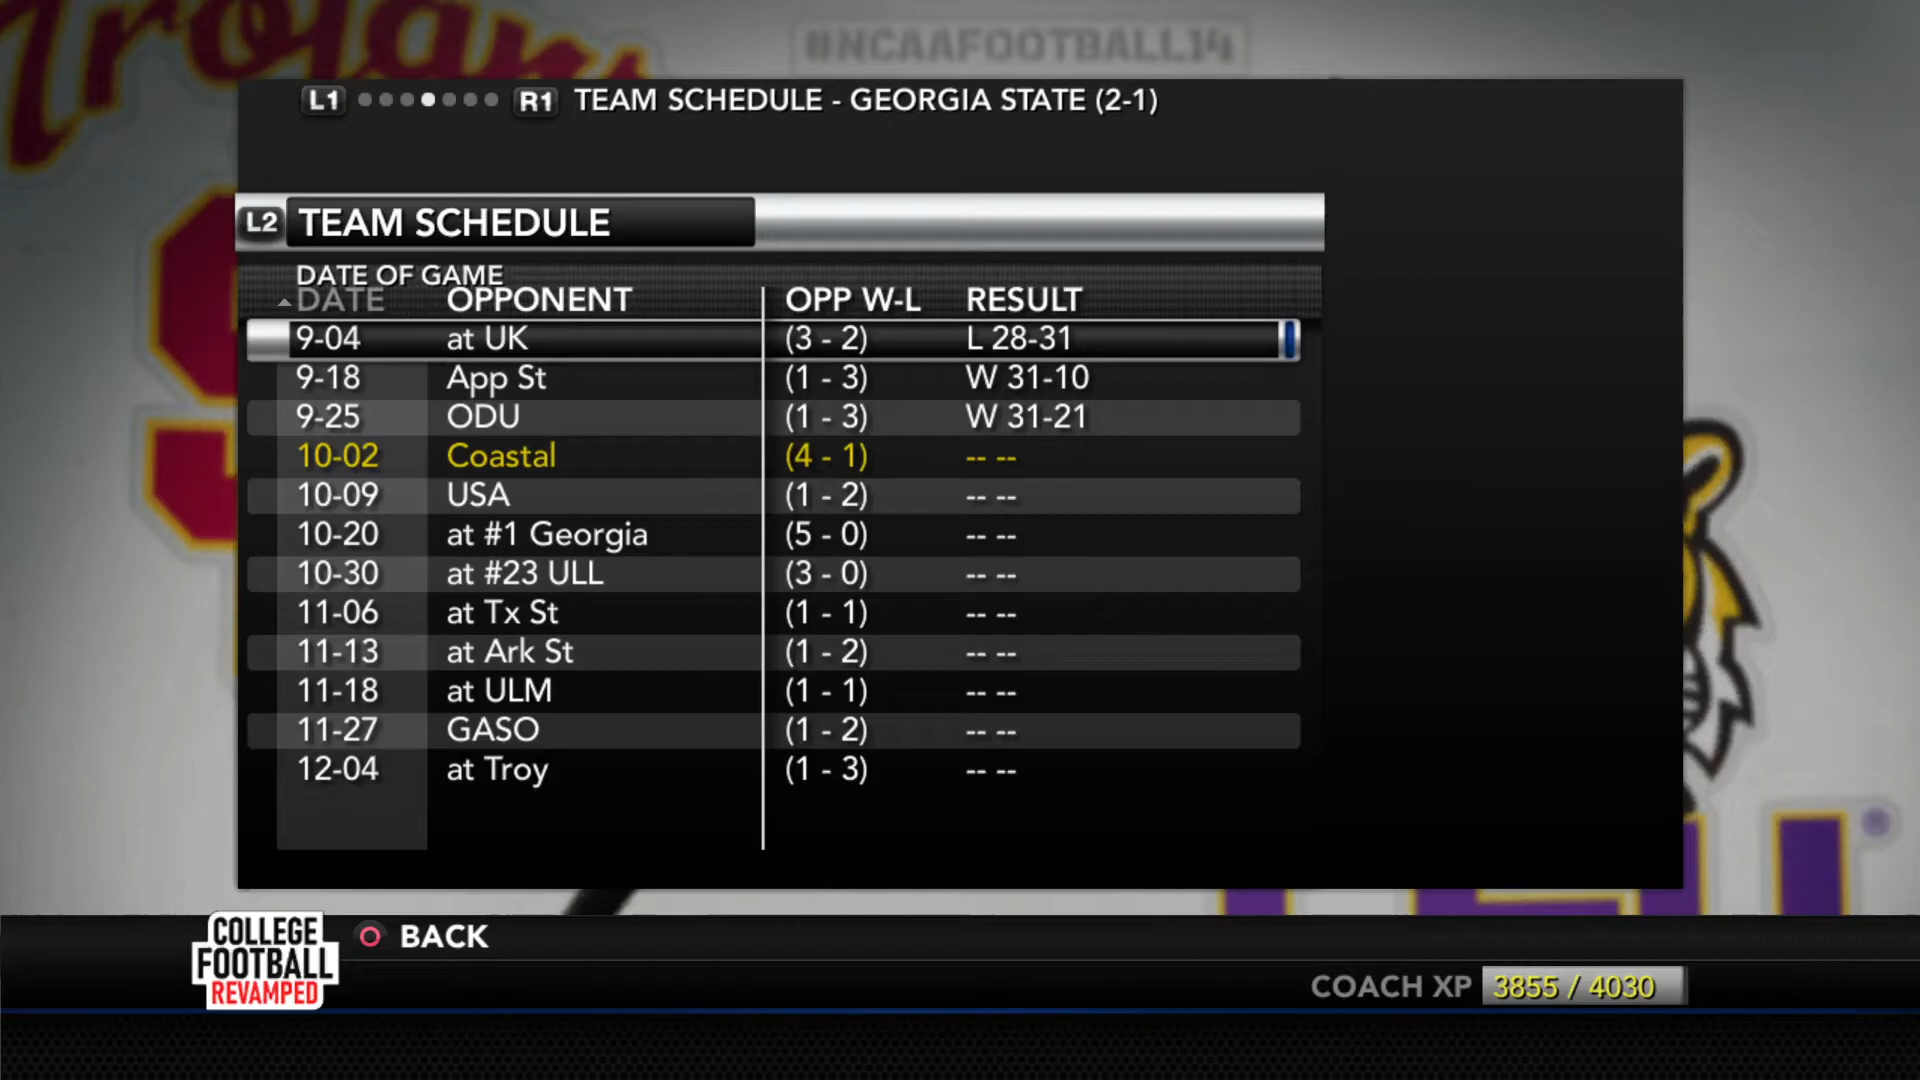 Trojans
#NCAAFOOTBALL14
L1 R1 TEAM SCHEDULE - GEORGIA STATE (2-1)
L2 TEAM SCHEDULE
DATE OF GAME
DATE OPPONENT OPP W-L RESULT
9-04 at UK (3 - 2) L 28-31
9-18 App St (1 - 3) W 31-10
9-25 ODU (1 - 3) W 31-21
10-02 Coastal (4 - 1) -- --
10-09 USA (1 - 2) -- --
10-20 at #1 Georgia (5 - 0) -- --
10-30 at #23 ULL (3 - 0) -- --
11-06 at Tx St (1 - 1) -- --
11-13 at Ark St (1 - 2) -- --
11-18 at ULM (1 - 1) -- --
11-27 GASO (1 - 2) -- --
12-04 at Troy (1 - 3) -- --
COLLEGE
FOOTBALL
REVAMPED
BACK
COACH XP 3855 / 4030